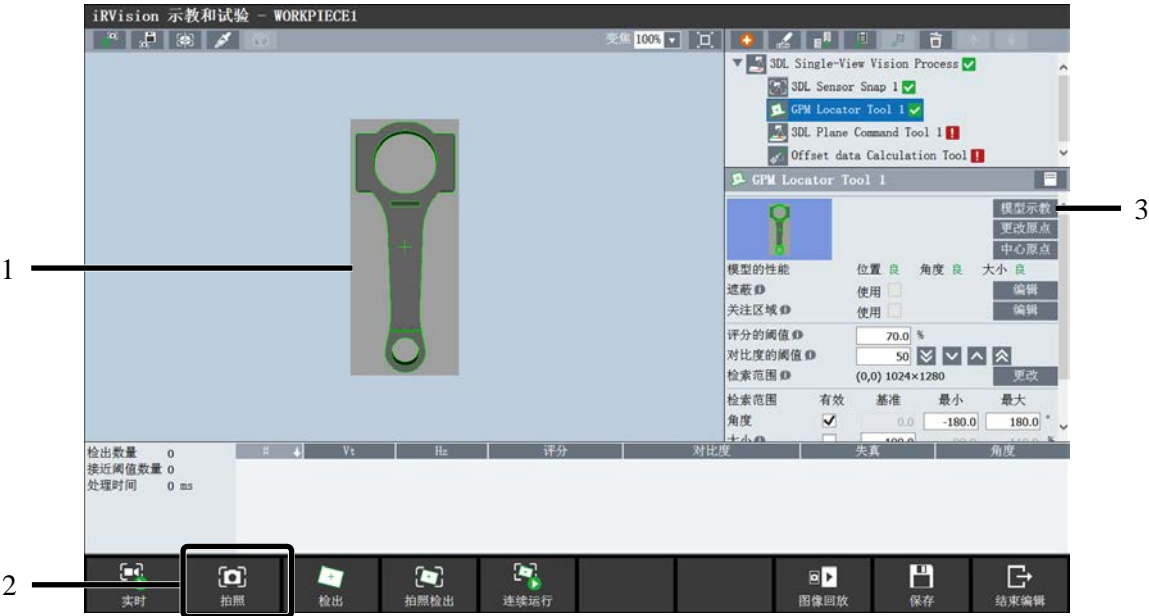 iRVision 示教和试验 - WORKPIECE1
变焦 100%
3DL Single-View Vision Process
3DL Sensor Snap 1
GPM Locator Tool 1
3DL Plane Command Tool 1
Offset data Calculation Tool
GPM Locator Tool 1
模型示教
3
更改原点
中心原点
1
模型的性能 位置 良 角度 良 大小 良
遮蔽 使用 编辑
关注区域 使用 编辑
评分的阈值 70.0 %
对比度的阈值 50
检索范围 (0,0) 1024×1280 更改
检索范围 有效 基准 最小 最大
角度 0.0 -180.0 180.0 °
大小 100.0 90.0 110.0 %
检出数量 0
接近阈值数量 0
处理时间 0 ms
# Vt Hz 评分 对比度 失真 角度
2
实时 拍照 检出 拍照检出 连续运行 图像回放 保存 结束编辑